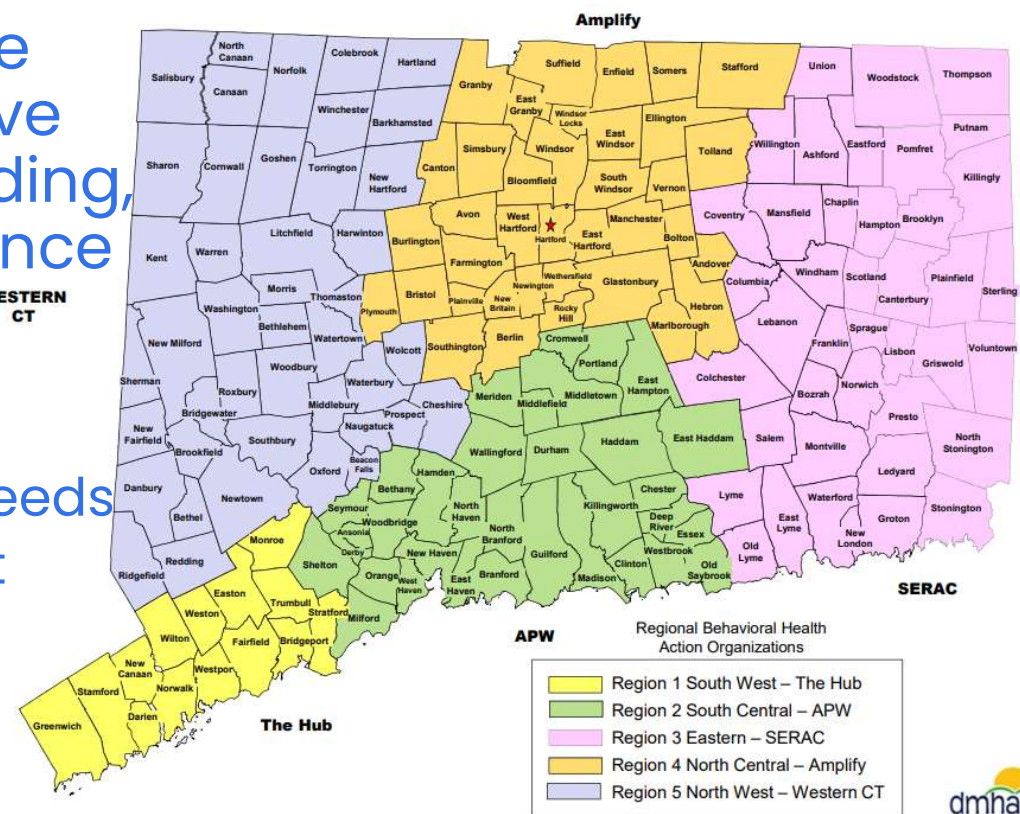 Amplify
e
ve
ding,
nce
ESTERN
CT
eeds
North
Canaan
Colebrook
Hartland
Salisbury
Norfolk
Canaan
Winchester
Barkhamsted
Sharon
Cornwall
Goshen
Torrington
New
Hartford
Kent
Warren
Litchfield
Harwinton
Morris
Thomaston
Washington
Bethlehem
Watertown
New Milford
Wolcott
Woodbury
Waterbury
Sherman
Roxbury
Middlebury
Prospect
Cheshire
Bridgewater
Naugatuck
New
Fairfield
Brookfield
Southbury
Oxford
Beacon
Falls
Danbury
Newtown
Bethel
Redding
Ridgefield
Suffield
Enfield
Somers
Stafford
Granby
East
Granby
Windsor
Locks
Ellington
East
Windsor
Simsbury
Windsor
Tolland
Canton
Bloomfield
South
Windsor
Vernon
Avon
West
Hartford
Hartford
East
Hartford
Manchester
Bolton
Burlington
Farmington
Wethersfield
Newington
Glastonbury
Andover
Bristol
Plainville
New
Britain
Rocky
Hill
Hebron
Marlborough
Plymouth
Southington
Berlin
Union
Woodstock
Thompson
Putnam
Willington
Ashford
Eastford
Pomfret
Killingly
Coventry
Mansfield
Chaplin
Hampton
Brooklyn
Columbia
Windham
Scotland
Plainfield
Sterling
Canterbury
Lebanon
Franklin
Sprague
Lisbon
Griswold
Voluntown
Colchester
Bozrah
Norwich
Presto
Salem
Montville
North
Stonington
Ledyard
Lyme
Waterford
East
Lyme
New
London
Groton
Stonington
Old
Lyme
SERAC
Cromwell
Portland
East
Hampton
Meriden
Middlefield
Middletown
Wallingford
Durham
Haddam
East Haddam
Hamden
Bethany
Chester
Killingworth
Seymour
North
Haven
Woodbridge
Ansonia
North
Branford
Deep
River
Essex
Derby
New Haven
Guilford
Westbrook
Shelton
Orange
West
Haven
East
Haven
Branford
Madison
Clinton
Old
Saybrook
Milford
APW
Monroe
Easton
Trumbull
Weston
Stratford
Wilton
Fairfield
Bridgeport
New
Canaan
Westpor
Stamford
Norwalk
Darien
Greenwich
The Hub
Regional Behavioral Health
Action Organizations
Region 1 South West – The Hub
Region 2 South Central – APW
Region 3 Eastern – SERAC
Region 4 North Central – Amplify
Region 5 North West – Western CT
dmha